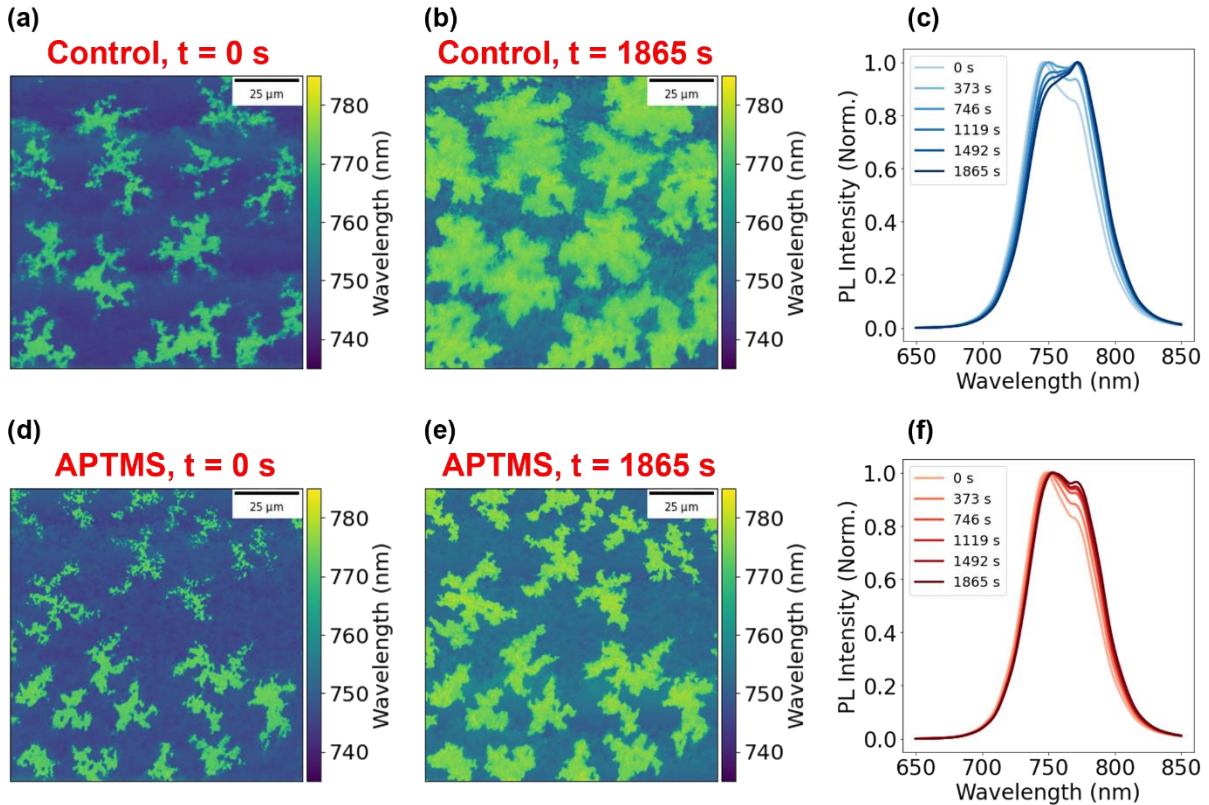 (a)
Control, t = 0 s
25 μm
780
770
760
750
740
Wavelength (nm)
(b)
Control, t = 1865 s
25 μm
780
770
760
750
740
Wavelength (nm)
(c)
1.0
0.8
0.6
0.4
0.2
0.0
PL Intensity (Norm.)
0 s
373 s
746 s
1119 s
1492 s
1865 s
650 700 750 800 850
Wavelength (nm)
(d)
APTMS, t = 0 s
25 μm
780
770
760
750
740
Wavelength (nm)
(e)
APTMS, t = 1865 s
25 μm
780
770
760
750
740
Wavelength (nm)
(f)
1.0
0.8
0.6
0.4
0.2
0.0
PL Intensity (Norm.)
0 s
373 s
746 s
1119 s
1492 s
1865 s
650 700 750 800 850
Wavelength (nm)